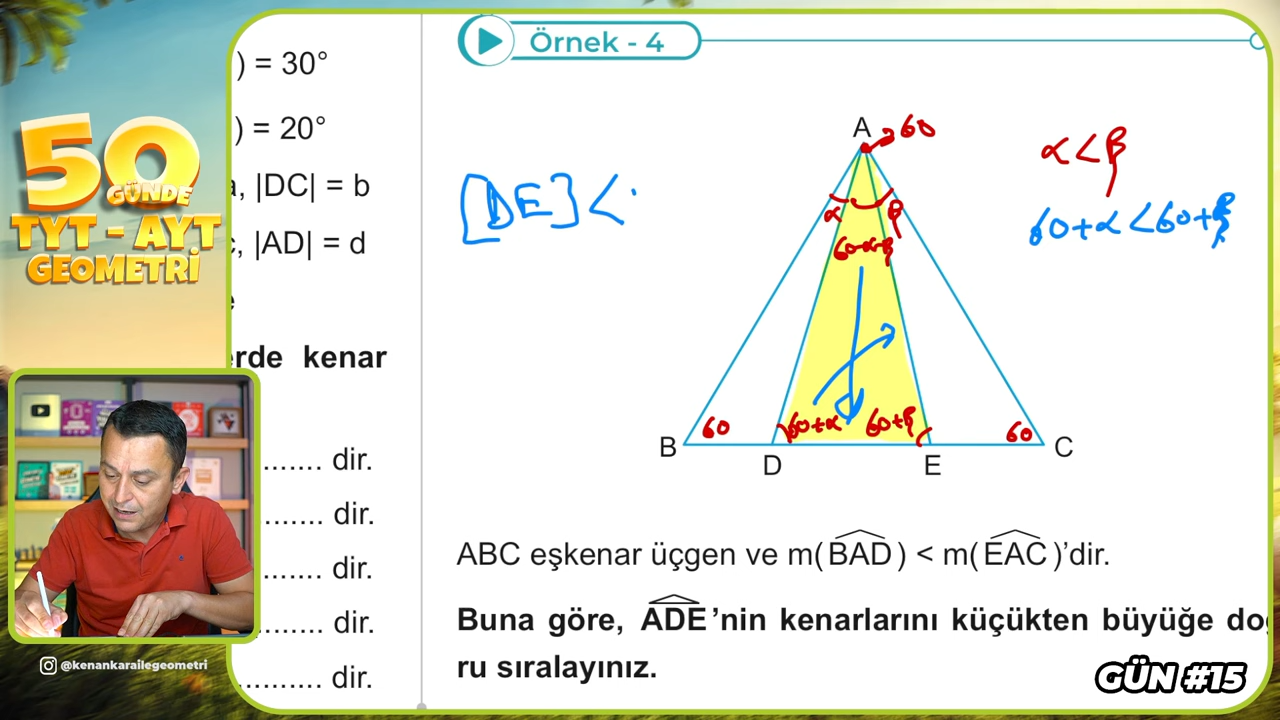 50
GÜNDE
TYT - AYT
GEOMETRİ
) = 30°
) = 20°
, |DC| = b
, |AD| = d
erde kenar
....... dir.
........ dir.
....... dir.
....... dir.
......... dir.
@kenankarailegeometri
Örnek - 4
[DE] <
A 60
α < β
60+α < 60+β
α β
60-α-β
60 60+α 60+β 60
B D E C
ABC eşkenar üçgen ve m(BAD) < m(EAC)'dir.
Buna göre, ADE'nin kenarlarını küçükten büyüğe doğ
ru sıralayınız.
GÜN #15